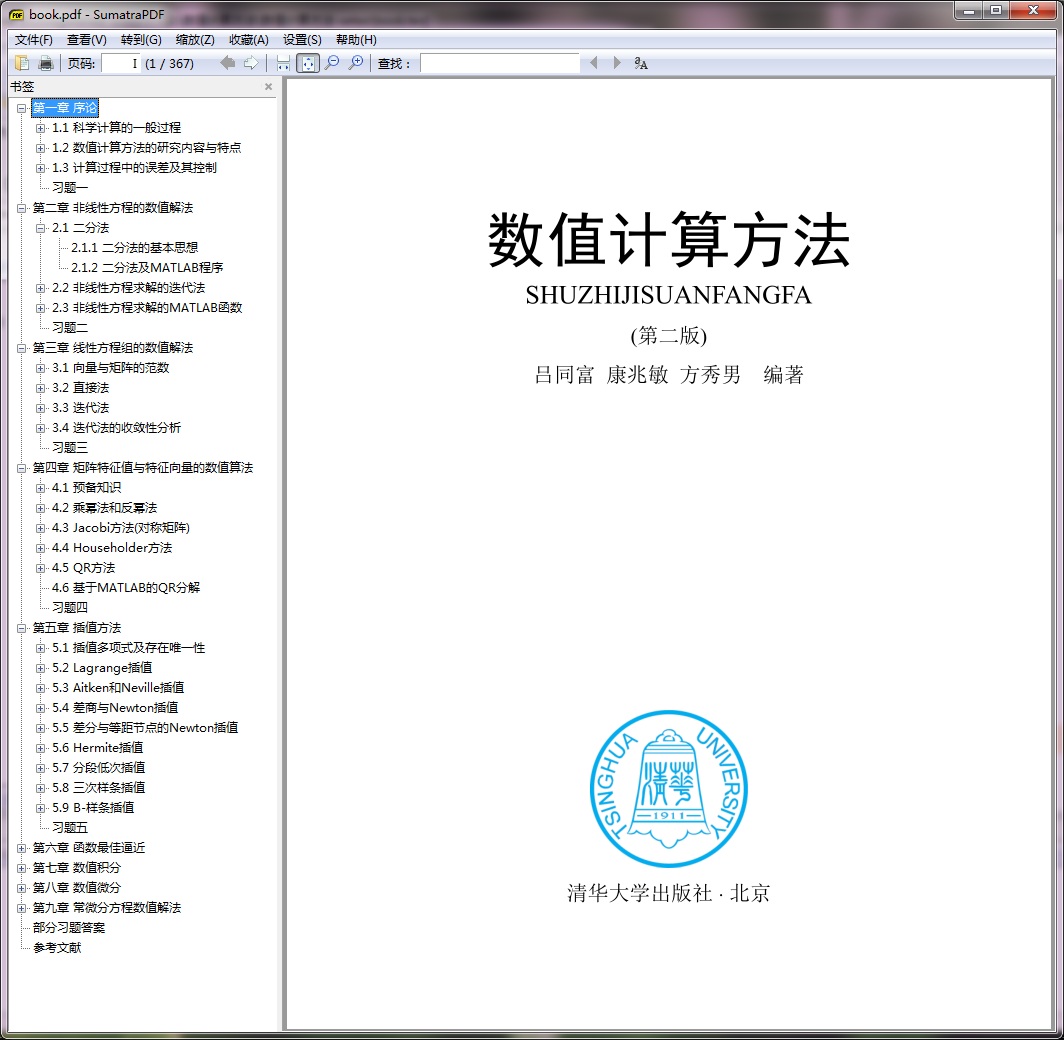 book.pdf - SumatraPDF
文件(F) 查看(V) 转到(G) 缩放(Z) 收藏(A) 设置(S) 帮助(H)
页码: I (1 / 367) 查找：
书签
第一章 序论
1.1 科学计算的一般过程
1.2 数值计算方法的研究内容与特点
1.3 计算过程中的误差及其控制
习题一
第二章 非线性方程的数值解法
2.1 二分法
2.1.1 二分法的基本思想
2.1.2 二分法及MATLAB程序
2.2 非线性方程求解的迭代法
2.3 非线性方程求解的MATLAB函数
习题二
第三章 线性方程组的数值解法
3.1 向量与矩阵的范数
3.2 直接法
3.3 迭代法
3.4 迭代法的收敛性分析
习题三
第四章 矩阵特征值与特征向量的数值算法
4.1 预备知识
4.2 乘幂法和反幂法
4.3 Jacobi方法(对称矩阵)
4.4 Householder方法
4.5 QR方法
4.6 基于MATLAB的QR分解
习题四
第五章 插值方法
5.1 插值多项式及存在唯一性
5.2 Lagrange插值
5.3 Aitken和Neville插值
5.4 差商与Newton插值
5.5 差分与等距节点的Newton插值
5.6 Hermite插值
5.7 分段低次插值
5.8 三次样条插值
5.9 B-样条插值
习题五
第六章 函数最佳逼近
第七章 数值积分
第八章 数值微分
第九章 常微分方程数值解法
部分习题答案
参考文献
数值计算方法
SHUZHIJISUANFANGFA
(第二版)
吕同富 康兆敏 方秀男 编著
TSINGHUA UNIVERSITY
清華
1911
清华大学出版社 · 北京